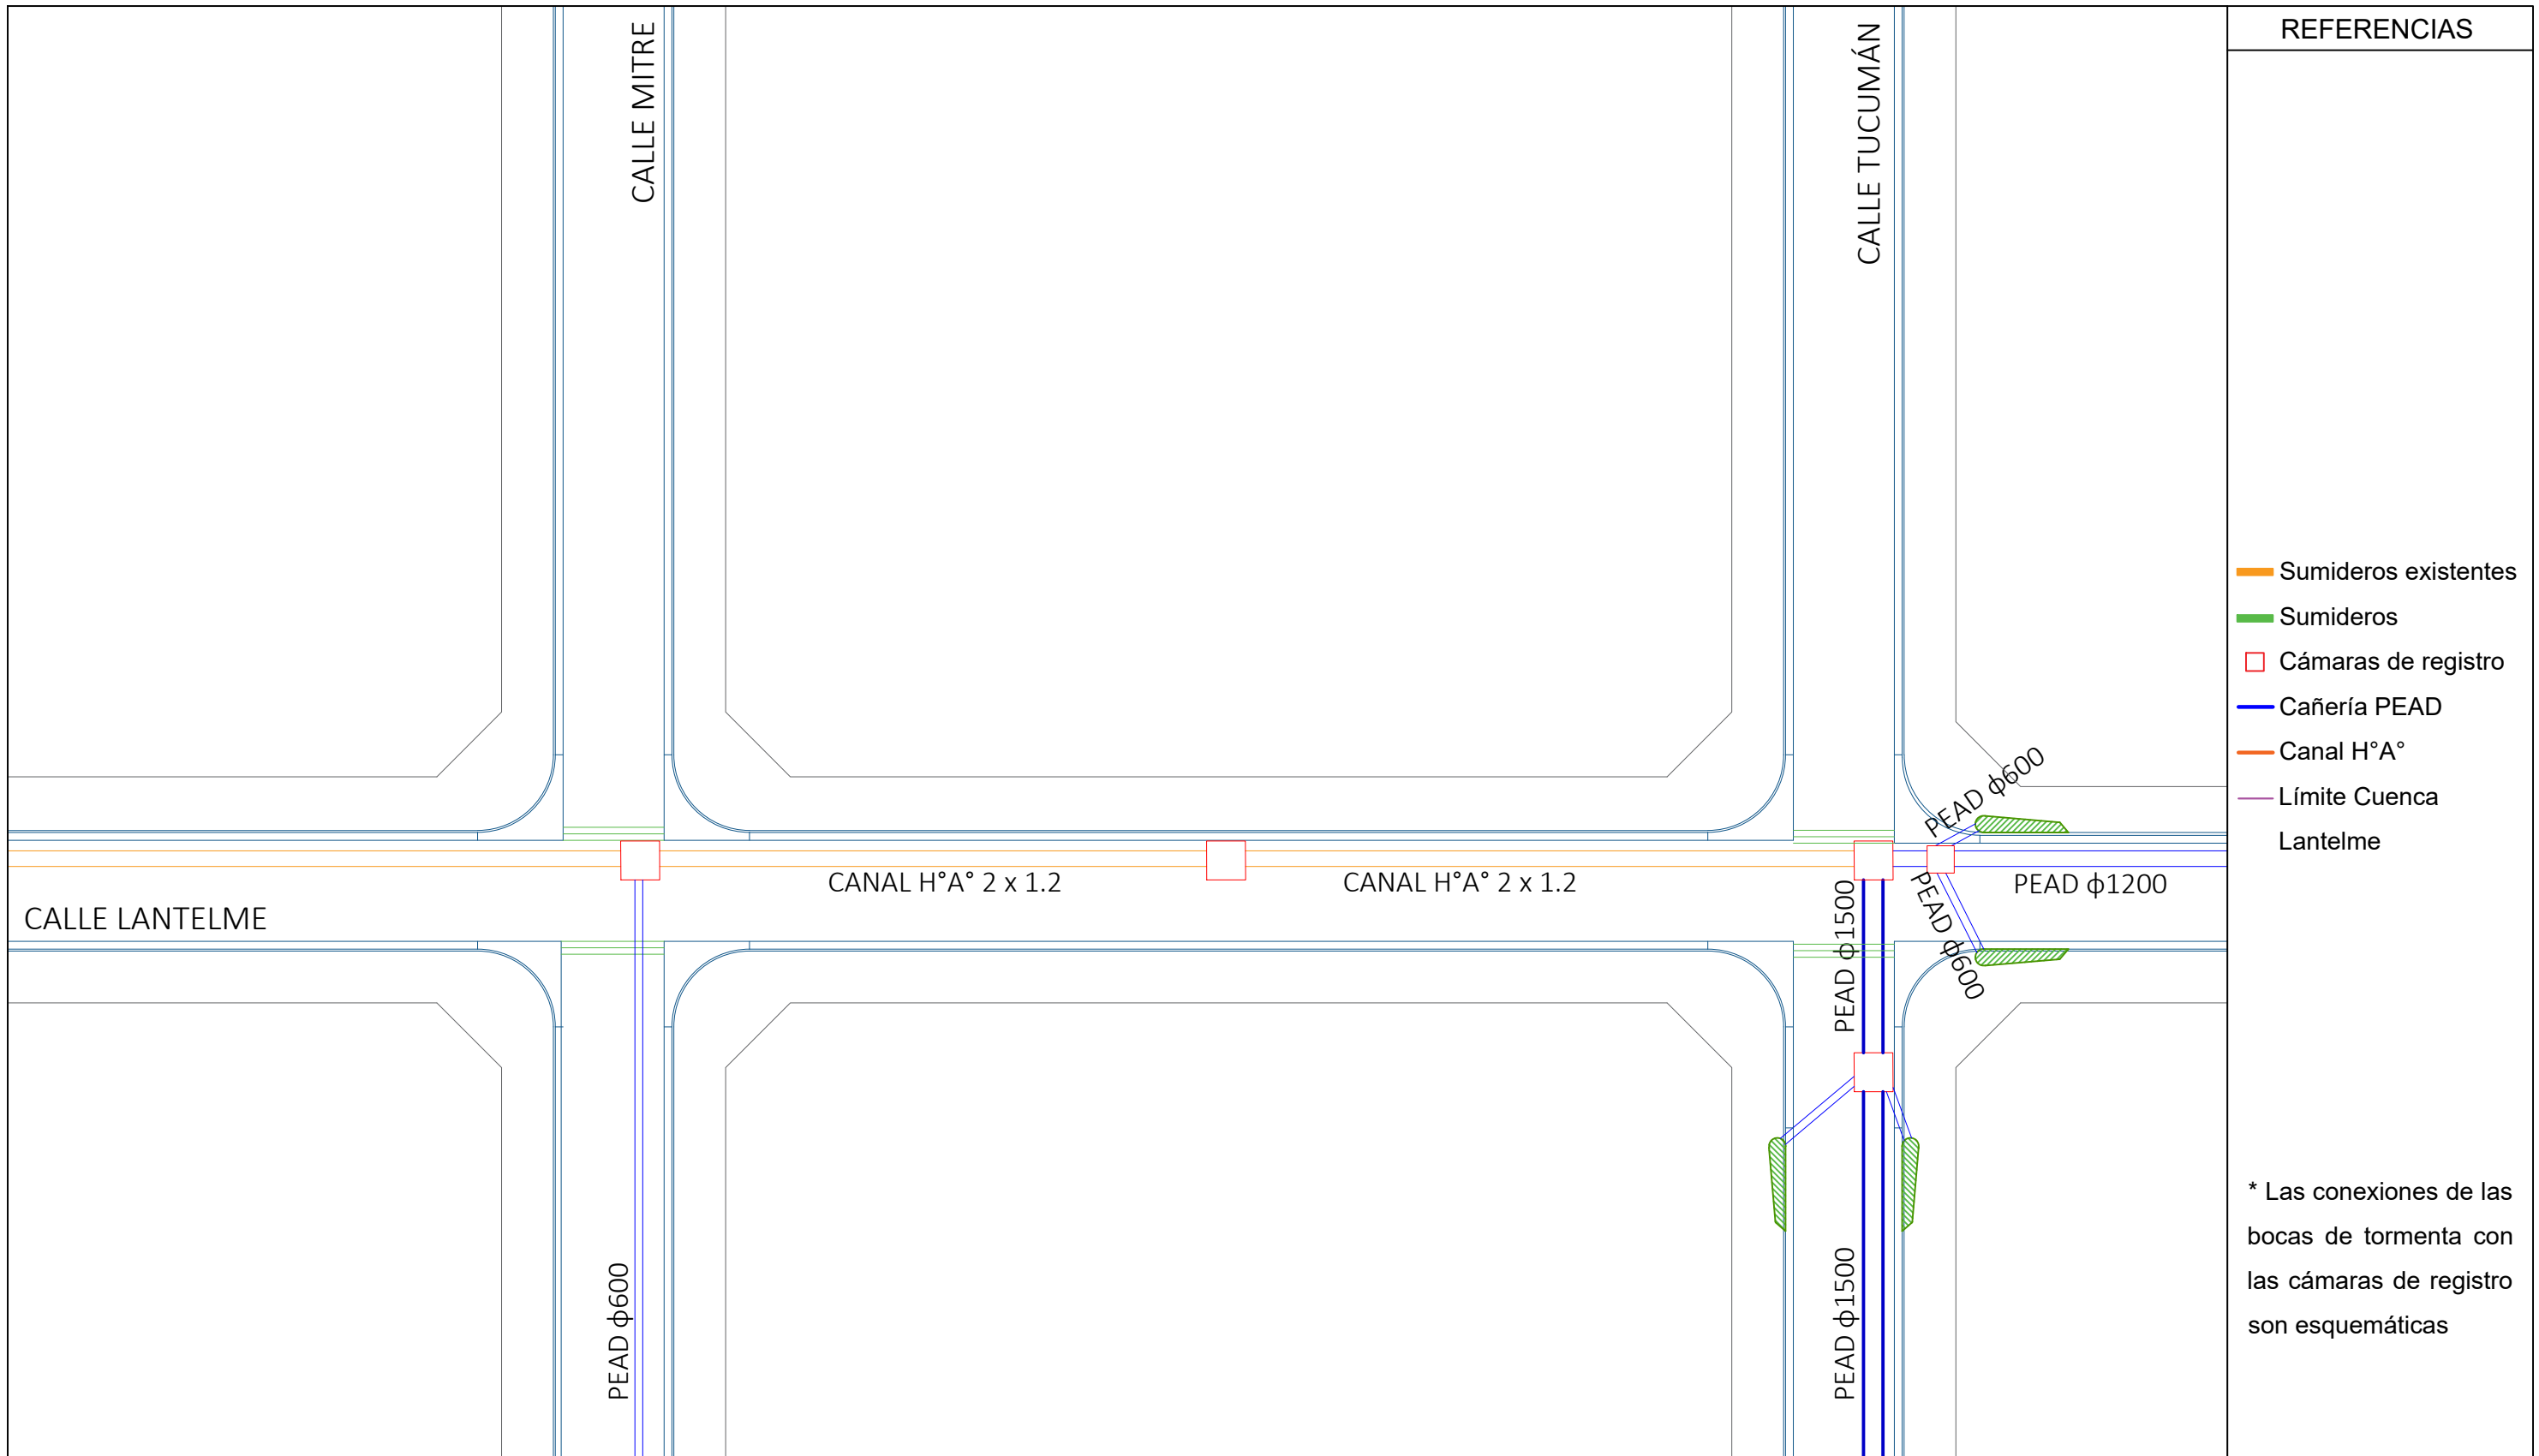 CALLE MITRE
CALLE TUCUMÁN
PEAD ϕ600
CANAL H°A° 2 x 1.2
CANAL H°A° 2 x 1.2
PEAD ϕ1200
CALLE LANTELME
PEAD ϕ1500
PEAD ϕ600
PEAD ϕ600
PEAD ϕ1500
REFERENCIAS
Sumideros existentes
Sumideros
Cámaras de registro
Cañería PEAD
Canal H°A°
Límite Cuenca
Lantelme
* Las conexiones de las
bocas de tormenta con
las cámaras de registro
son esquemáticas